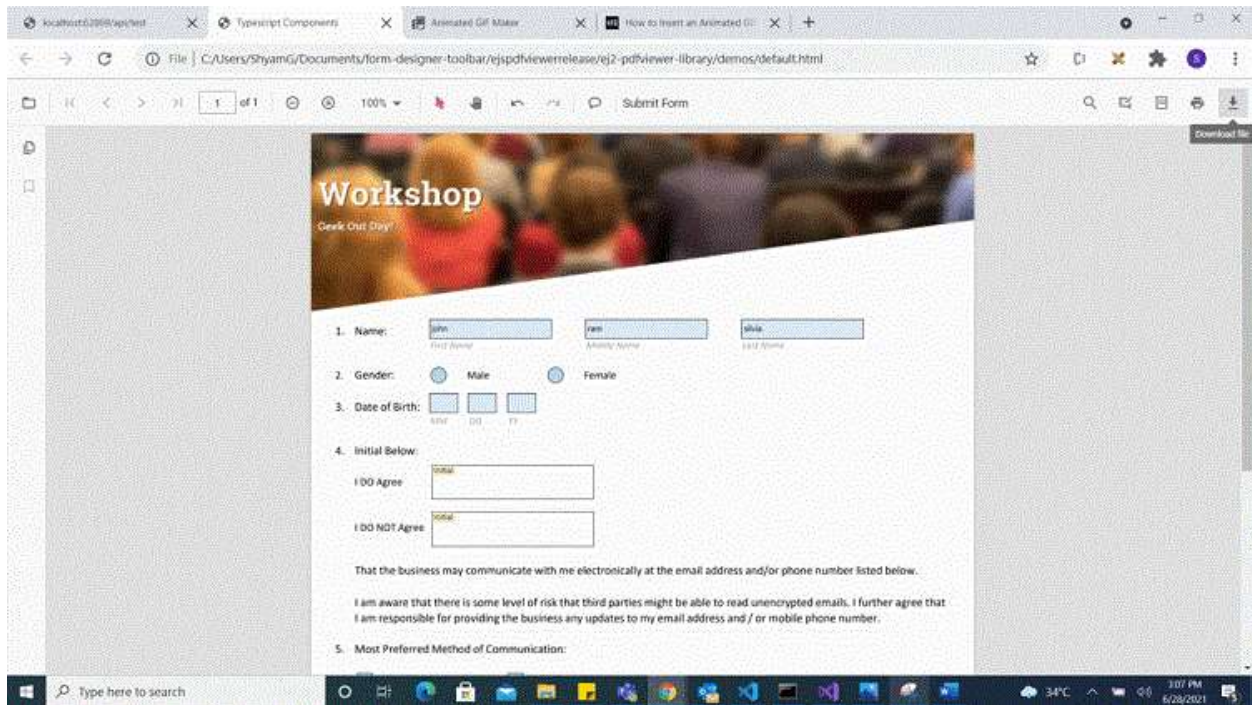 localhost:62059/api/test
Typescript Components
Animated GIF Maker
How to Insert an Animated GI
File | C:/Users/ShyamG/Documents/form-designer-toolbar/ejspdfviewerrelease/ej2-pdfviewer-library/demos/default.html
S
1 of 1
100%
Submit Form
Download file
Workshop
Geek Out Day!
1. Name: john ram silvia
First Name Middle Name Last Name
2. Gender: Male Female
3. Date of Birth:
MM DD YY
4. Initial Below:
Initial
I DO Agree
Initial
I DO NOT Agree
That the business may communicate with me electronically at the email address and/or phone number listed below.
I am aware that there is some level of risk that third parties might be able to read unencrypted emails. I further agree that
I am responsible for providing the business any updates to my email address and / or mobile phone number.
5. Most Preferred Method of Communication:
Type here to search
34°C
3:07 PM
6/28/2021